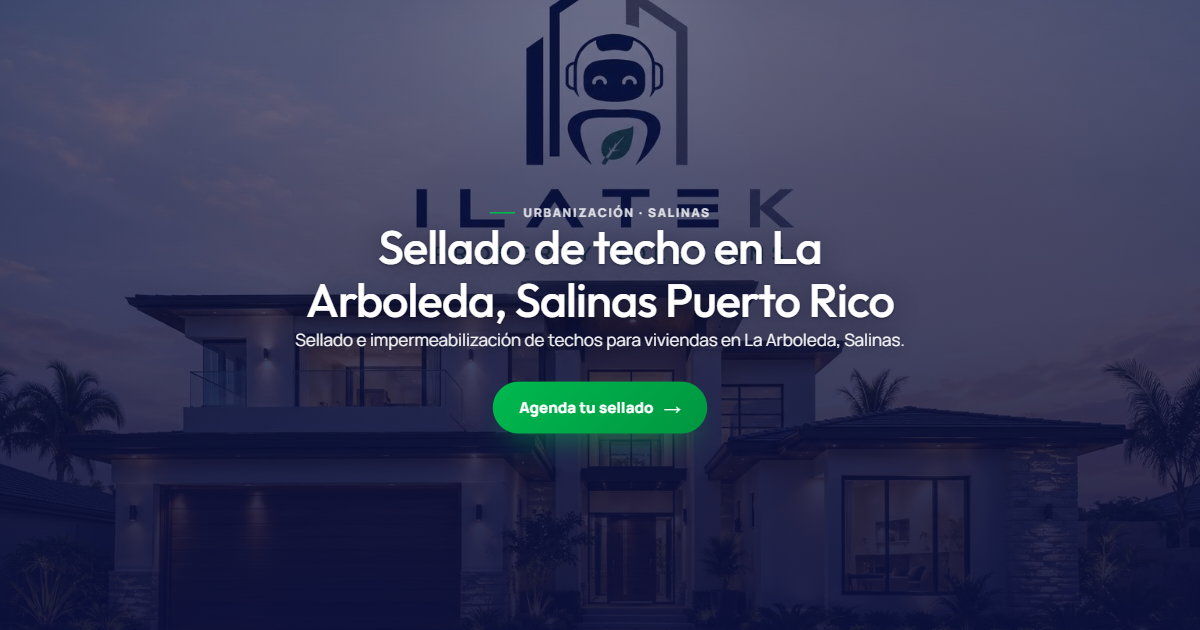 ILATEK
URBANIZACIÓN · SALINAS
Sellado de techo en La
Arboleda, Salinas Puerto Rico
Sellado e impermeabilización de techos para viviendas en La Arboleda, Salinas.
Agenda tu sellado →